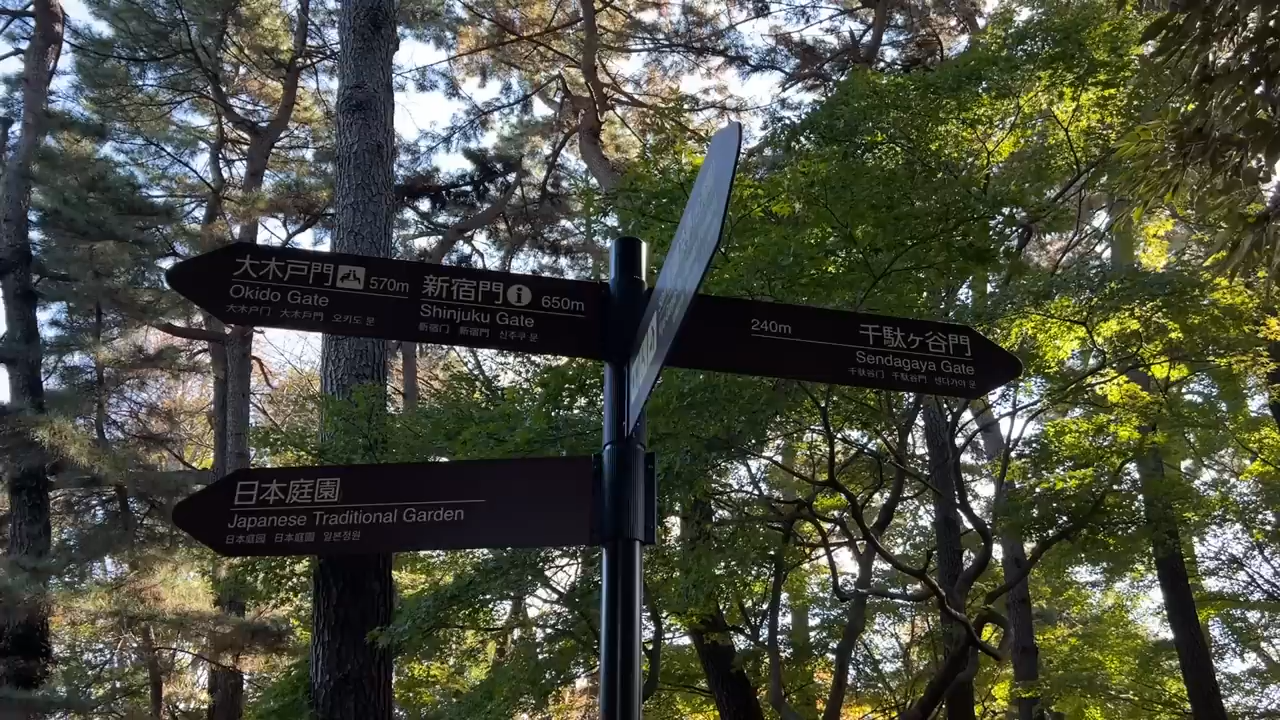 大木戸門 570m
Okido Gate
大木户门 大木戶門 오키도 문
新宿門 650m
Shinjuku Gate
新宿门 新宿門 신주쿠 문
240m 千駄ヶ谷門
Sendagaya Gate
千驮谷门 千駄谷門 센다가야 문
日本庭園
Japanese Traditional Garden
日本庭园 日本庭園 일본정원